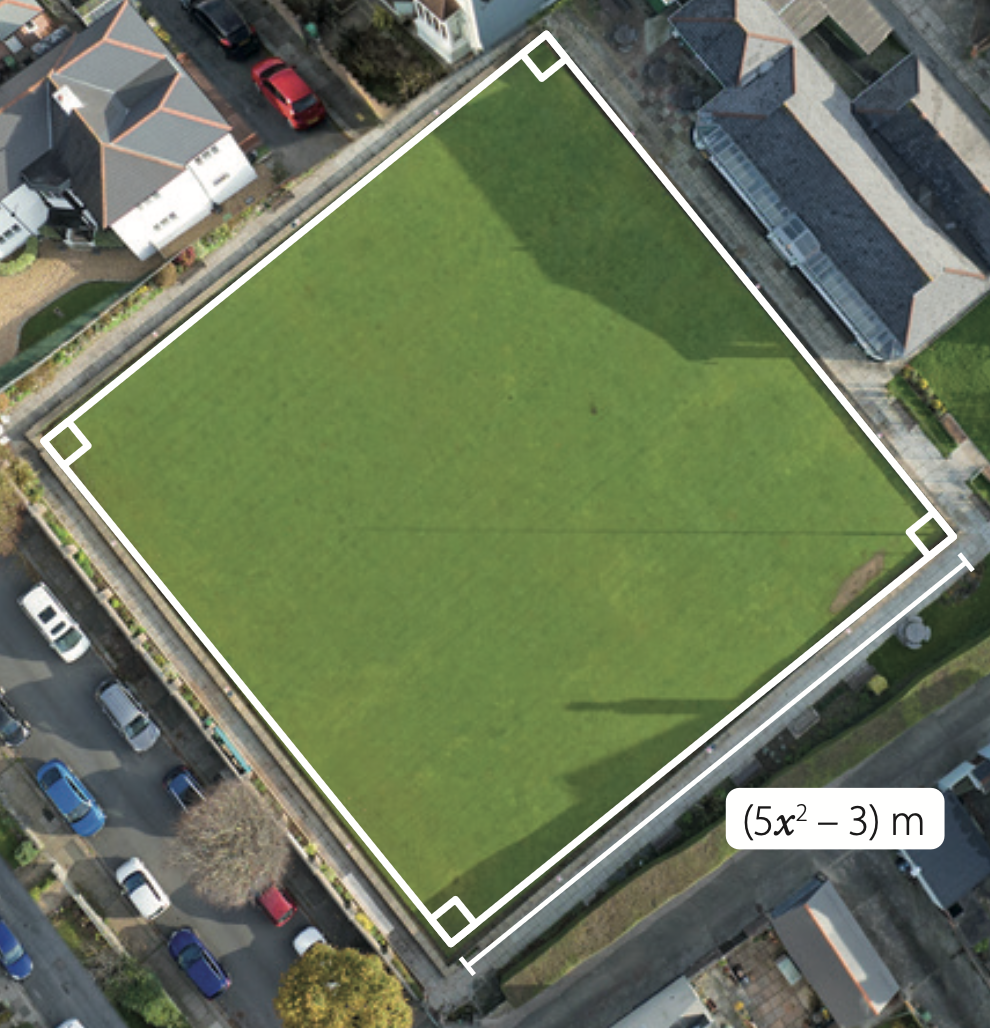 (5x² – 3) m